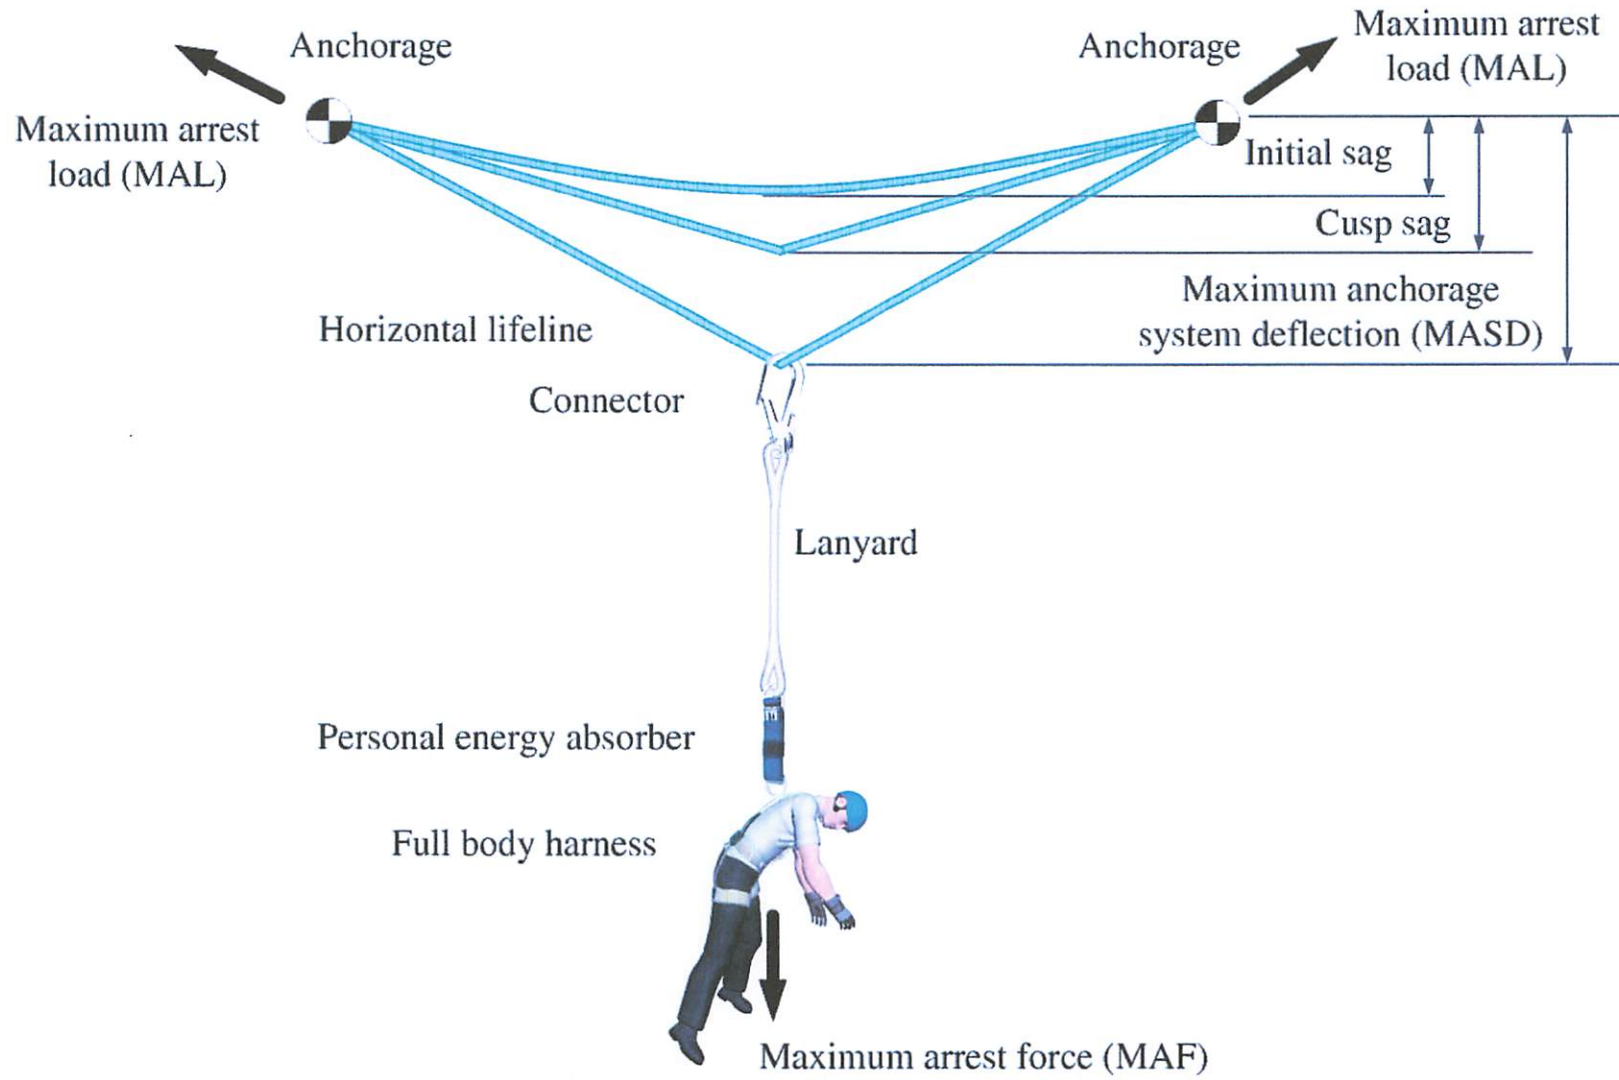 Anchorage
Maximum arrest
load (MAL)
Anchorage
Maximum arrest
load (MAL)
Initial sag
Cusp sag
Maximum anchorage
system deflection (MASD)
Horizontal lifeline
Connector
Lanyard
Personal energy absorber
Full body harness
Maximum arrest force (MAF)